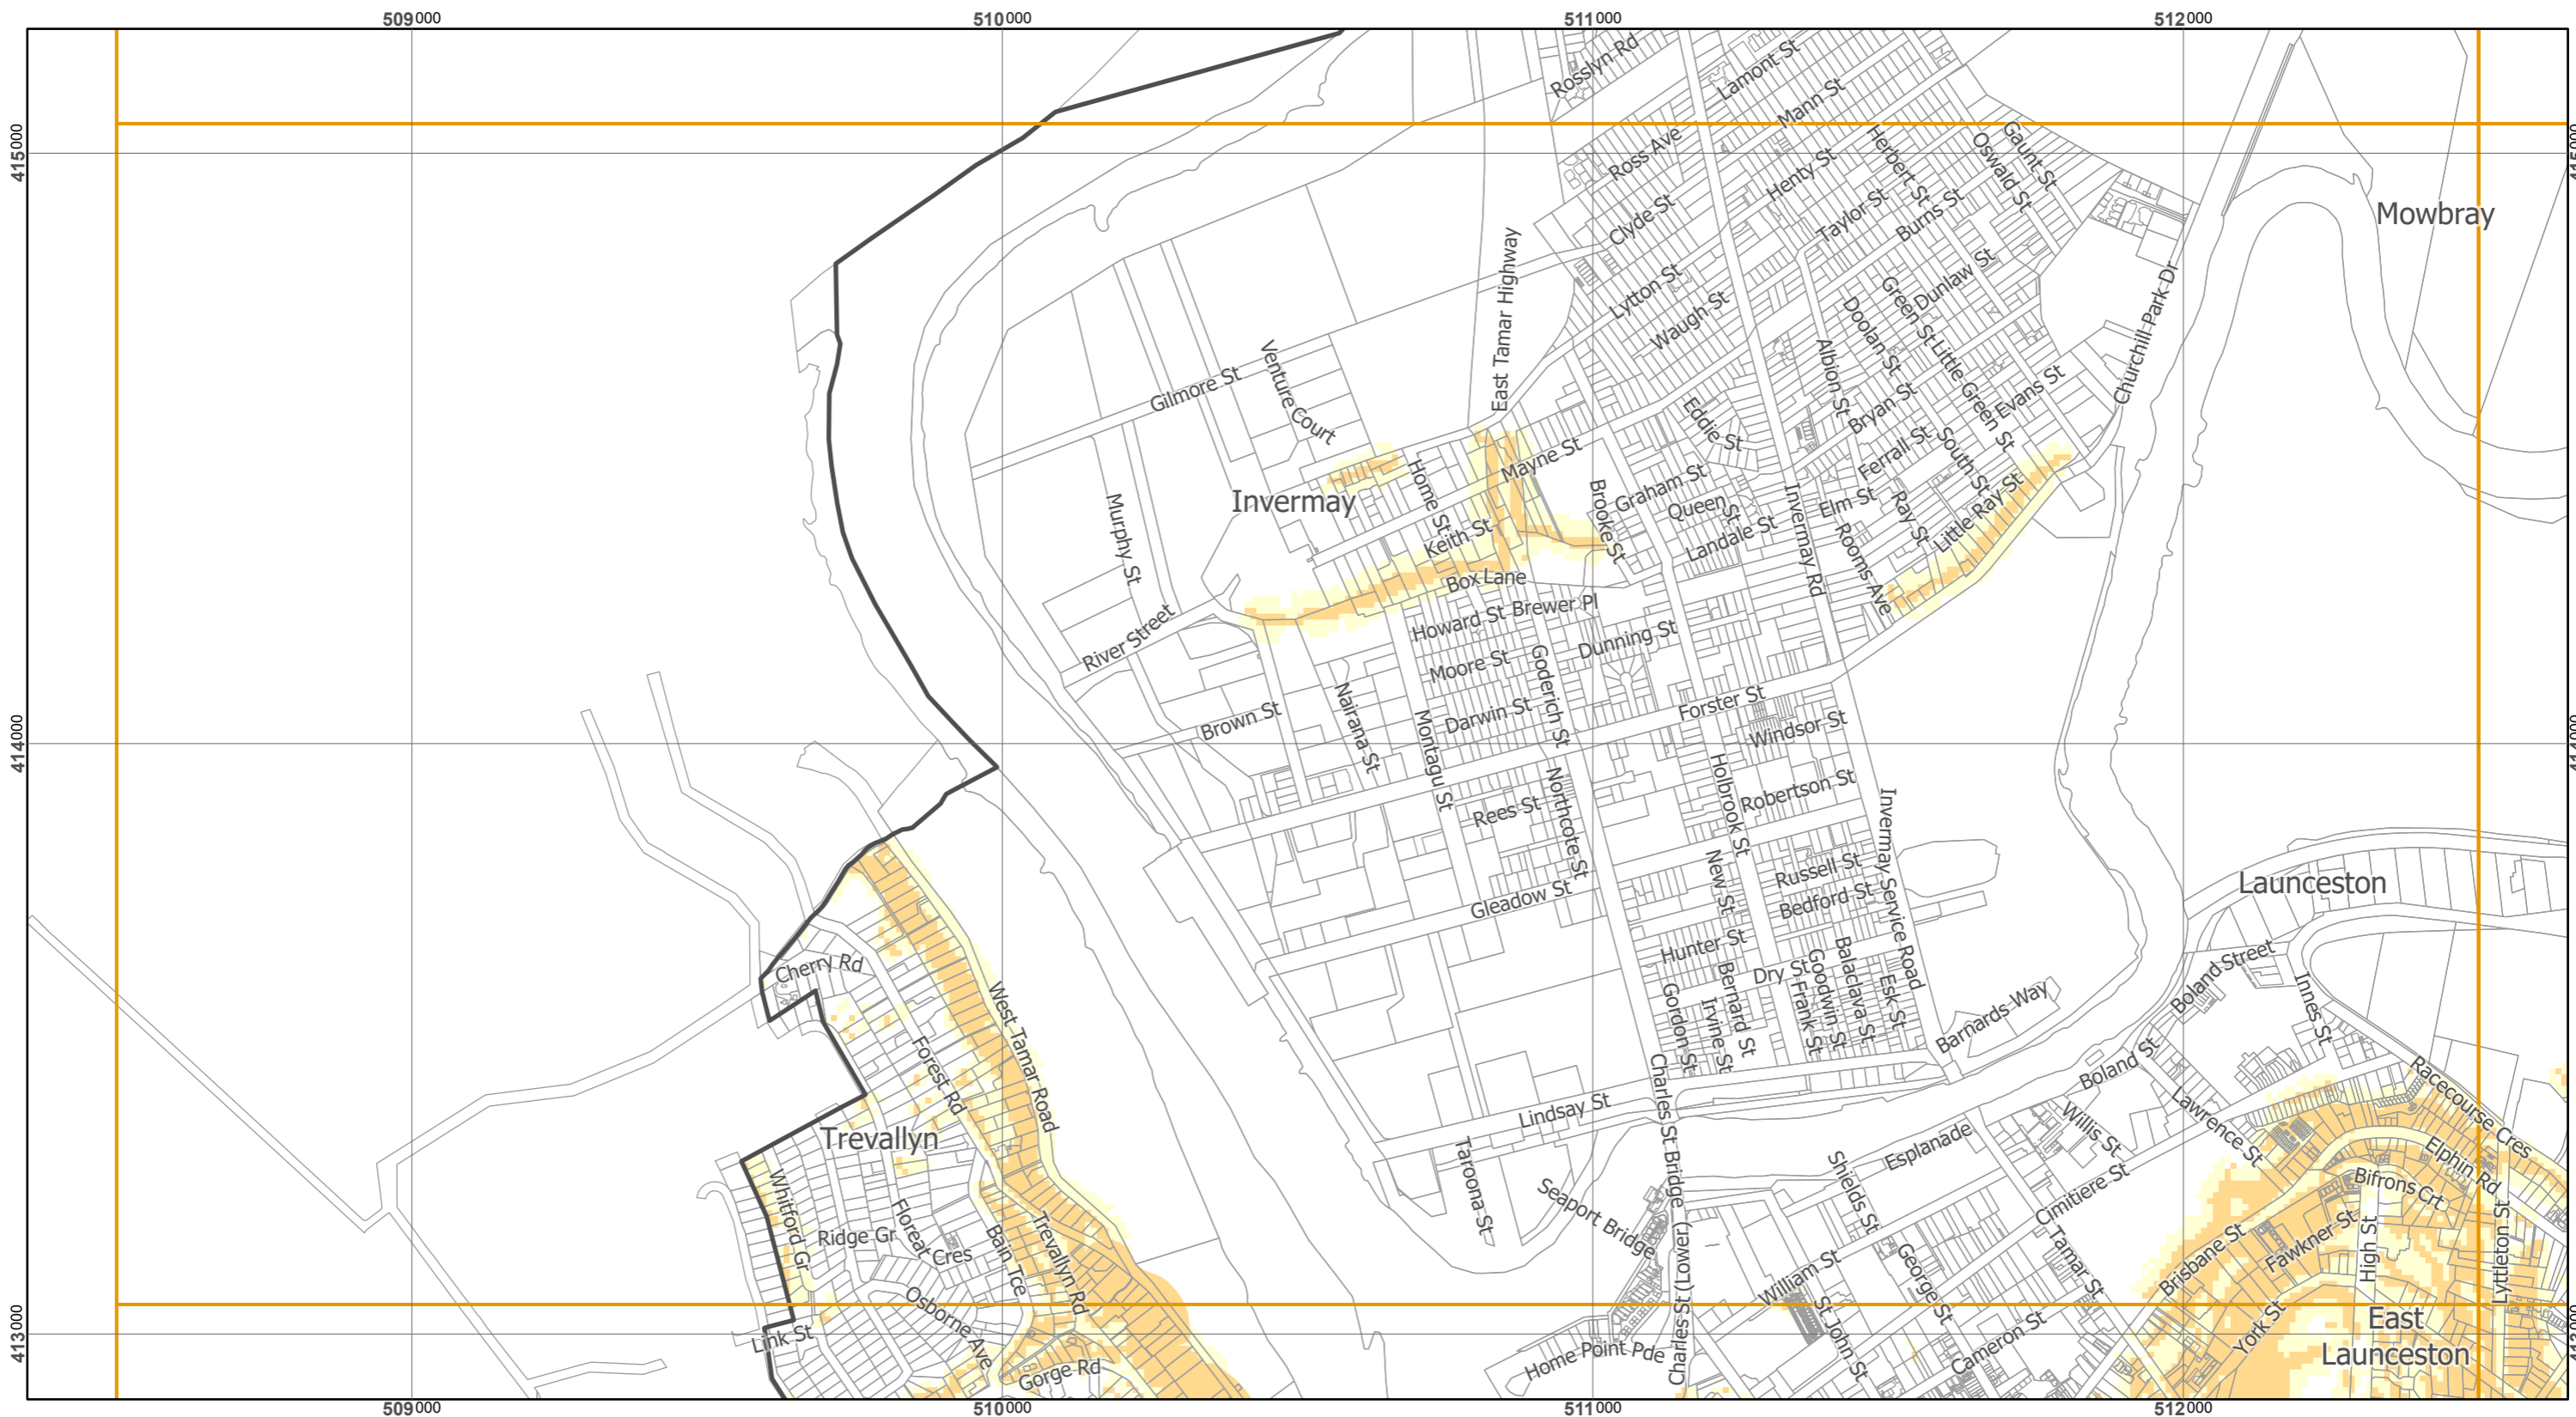 509000
510000
511000
512000
Rosslyn Rd
Lamont St
Mann St
415000
415000
Ross Ave
Henty St
Herbert St
Oswald St
Gaunt St
Mowbray
Clyde St
Taylor St
Burns St
East Tamar Highway
Lytton St
Waugh St
Green St
Dunlaw St
Doolan St
Churchill Park Dr
Gilmore St
Venture Court
Albion St
Little Green St
Evans St
Bryan St
Eddie St
Mayne St
Ferrall St
South St
Invermay
Home St
Murphy St
Keith St
Brooke St
Graham St
Queen St
Landale St
Invermay Rd
Elm St
Ray St
Little Ray St
Rooms Ave
Box Lane
River Street
Howard St
Brewer Pl
Dunning St
Moore St
Goderich St
Brown St
Nairana St
Montagu St
Darwin St
Forster St
Windsor St
414000
414000
Holbrook St
Robertson St
Rees St
Northcote St
Invermay Service Road
New St
Russell St
Bedford St
Gleadow St
Launceston
Hunter St
Dry St
Cherry Rd
Boland Street
Innes St
West Tamar Road
Gordon St
Irvine St
Bernard St
Frank St
Goodwin St
Balaclava St
Esk St
Barnards Way
Forest Rd
Charles St Bridge
Lindsay St
Boland St
Racecourse Cres
Trevallyn
Taroona St
Esplanade
Willis St
Lawrence St
Whitford Gr
Seaport Bridge
Shields St
Cimitiere St
Elphin Rd
Bifrons Crt
Ridge Gr
Floreat Cres
Bain Tce
Trevallyn Rd
Tamar St
Brisbane St
Fawkner St
High St
Lyttleton St
Charles St (Lower)
William St
George St
Osborne Ave
St John St
Cameron St
York St
East
Launceston
413000
413000
Link St
Gorge Rd
Home Point Pde
509000
510000
511000
512000